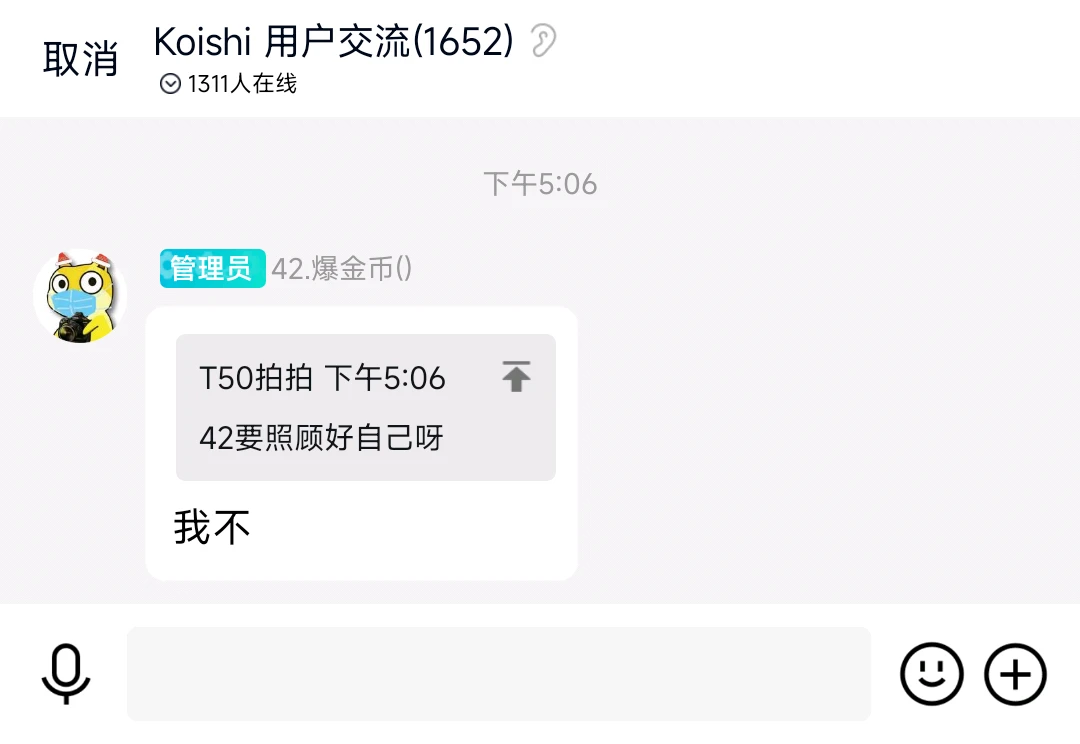 取消
Koishi 用户交流(1652)
1311人在线
下午5:06
管理员 42.爆金币()
T50拍拍 下午5:06
42要照顾好自己呀
我不